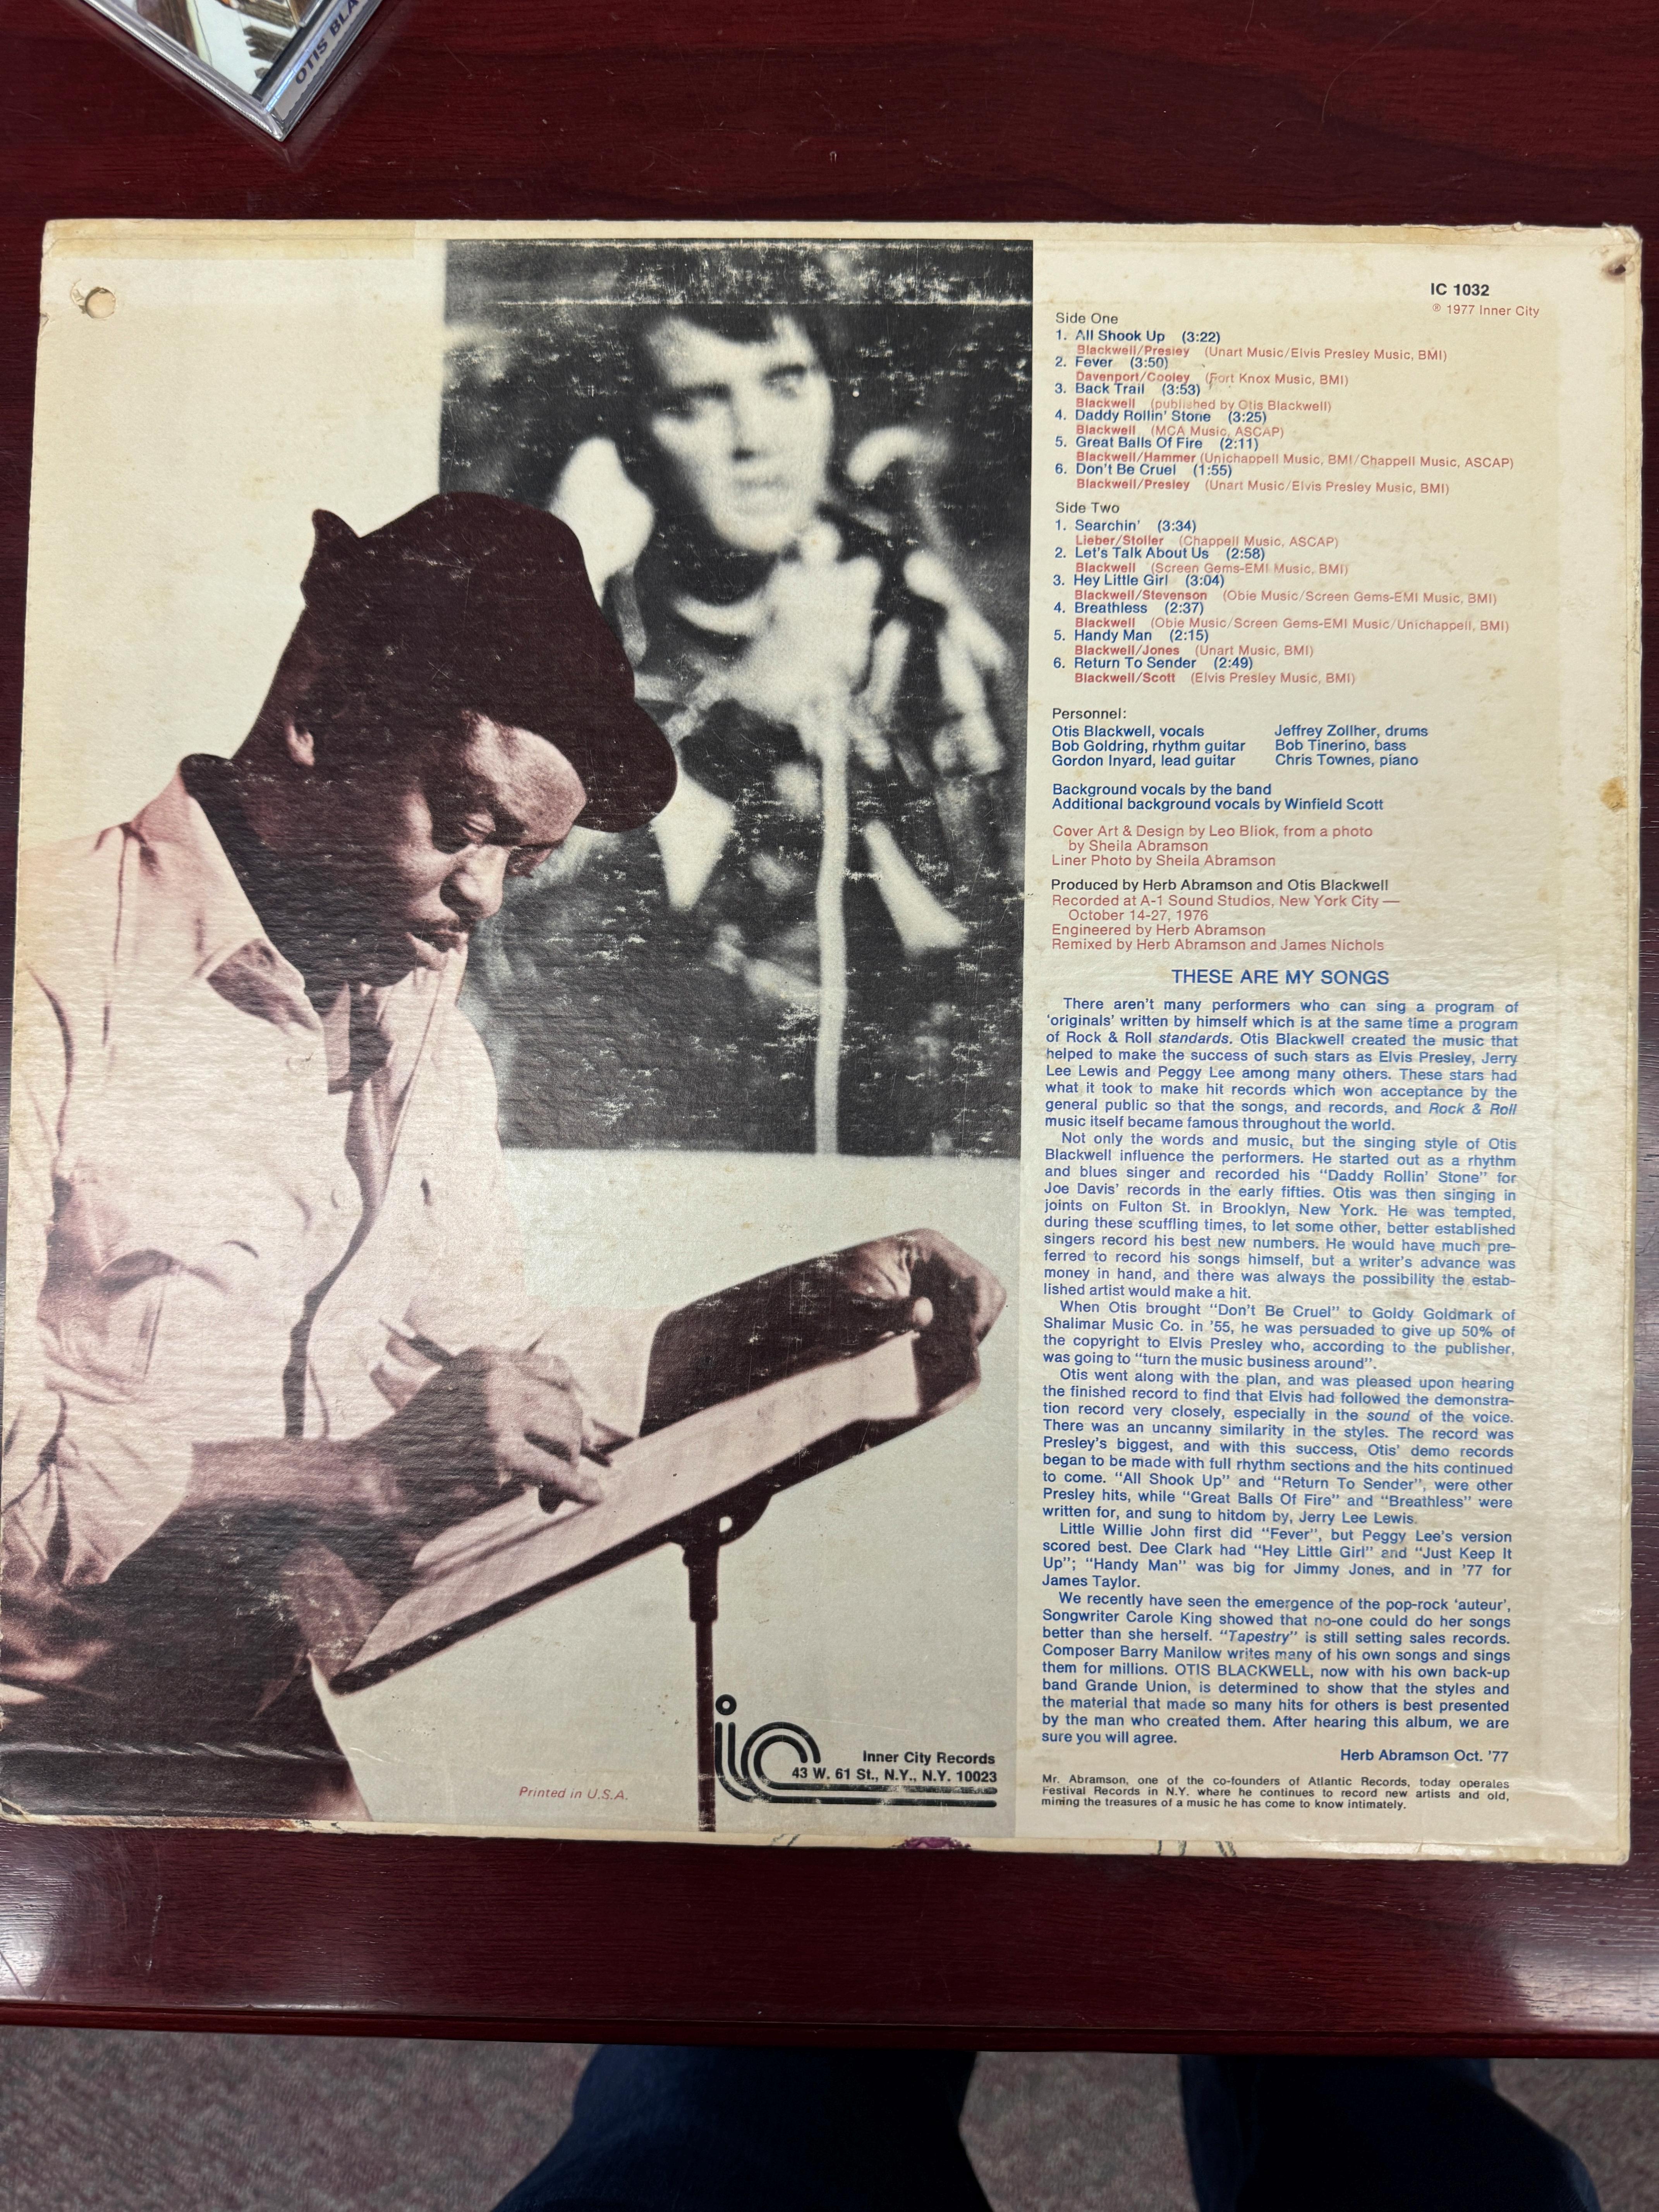 OTIS BLA
IC 1032
℗ 1977 Inner City
Side One
1. All Shook Up (3:22)
Blackwell/Presley (Unart Music/Elvis Presley Music, BMI)
2. Fever (3:50)
Davenport/Cooley (Fort Knox Music, BMI)
3. Back Trail (3:53)
Blackwell (published by Otis Blackwell)
4. Daddy Rollin' Stone (3:25)
Blackwell (MCA Music, ASCAP)
5. Great Balls Of Fire (2:11)
Blackwell/Hammer (Unichappell Music, BMI/Chappell Music, ASCAP)
6. Don't Be Cruel (1:55)
Blackwell/Presley (Unart Music/Elvis Presley Music, BMI)
Side Two
1. Searchin' (3:34)
Lieber/Stoller (Chappell Music, ASCAP)
2. Let's Talk About Us (2:58)
Blackwell (Screen Gems-EMI Music, BMI)
3. Hey Little Girl (3:04)
Blackwell/Stevenson (Obie Music/Screen Gems-EMI Music, BMI)
4. Breathless (2:37)
Blackwell (Obie Music/Screen Gems-EMI Music/Unichappell, BMI)
5. Handy Man (2:15)
Blackwell/Jones (Unart Music, BMI)
6. Return To Sender (2:49)
Blackwell/Scott (Elvis Presley Music, BMI)
Personnel:
Otis Blackwell, vocals Jeffrey Zollher, drums
Bob Goldring, rhythm guitar Bob Tinerino, bass
Gordon Inyard, lead guitar Chris Townes, piano
Background vocals by the band
Additional background vocals by Winfield Scott
Cover Art & Design by Leo Bliok, from a photo
by Sheila Abramson
Liner Photo by Sheila Abramson
Produced by Herb Abramson and Otis Blackwell
Recorded at A-1 Sound Studios, New York City —
October 14-27, 1976
Engineered by Herb Abramson
Remixed by Herb Abramson and James Nichols
THESE ARE MY SONGS
There aren't many performers who can sing a program of
'originals' written by himself which is at the same time a program
of Rock & Roll standards. Otis Blackwell created the music that
helped to make the success of such stars as Elvis Presley, Jerry
Lee Lewis and Peggy Lee among many others. These stars had
what it took to make hit records which won acceptance by the
general public so that the songs, and records, and Rock & Roll
music itself became famous throughout the world.
Not only the words and music, but the singing style of Otis
Blackwell influence the performers. He started out as a rhythm
and blues singer and recorded his "Daddy Rollin' Stone" for
Joe Davis' records in the early fifties. Otis was then singing in
joints on Fulton St. in Brooklyn, New York. He was tempted,
during these scuffling times, to let some other, better established
singers record his best new numbers. He would have much pre-
ferred to record his songs himself, but a writer's advance was
money in hand, and there was always the possibility the estab-
lished artist would make a hit.
When Otis brought "Don't Be Cruel" to Goldy Goldmark of
Shalimar Music Co. in '55, he was persuaded to give up 50% of
the copyright to Elvis Presley who, according to the publisher,
was going to "turn the music business around".
Otis went along with the plan, and was pleased upon hearing
the finished record to find that Elvis had followed the demonstra-
tion record very closely, especially in the sound of the voice.
There was an uncanny similarity in the styles. The record was
Presley's biggest, and with this success, Otis' demo records
began to be made with full rhythm sections and the hits continued
to come. "All Shook Up" and "Return To Sender", were other
Presley hits, while "Great Balls Of Fire" and "Breathless" were
written for, and sung to hitdom by, Jerry Lee Lewis.
Little Willie John first did "Fever", but Peggy Lee's version
scored best. Dee Clark had "Hey Little Girl" and "Just Keep It
Up"; "Handy Man" was big for Jimmy Jones, and in '77 for
James Taylor.
We recently have seen the emergence of the pop-rock 'auteur',
Songwriter Carole King showed that no-one could do her songs
better than she herself. "Tapestry" is still setting sales records.
Composer Barry Manilow writes many of his own songs and sings
them for millions. OTIS BLACKWELL, now with his own back-up
band Grande Union, is determined to show that the styles and
the material that made so many hits for others is best presented
by the man who created them. After hearing this album, we are
sure you will agree.
Herb Abramson Oct. '77
Mr. Abramson, one of the co-founders of Atlantic Records, today operates
Festival Records in N.Y. where he continues to record new artists and old,
mining the treasures of a music he has come to know intimately.
ic
Inner City Records
43 W. 61 St., N.Y., N.Y. 10023
Printed in U.S.A.